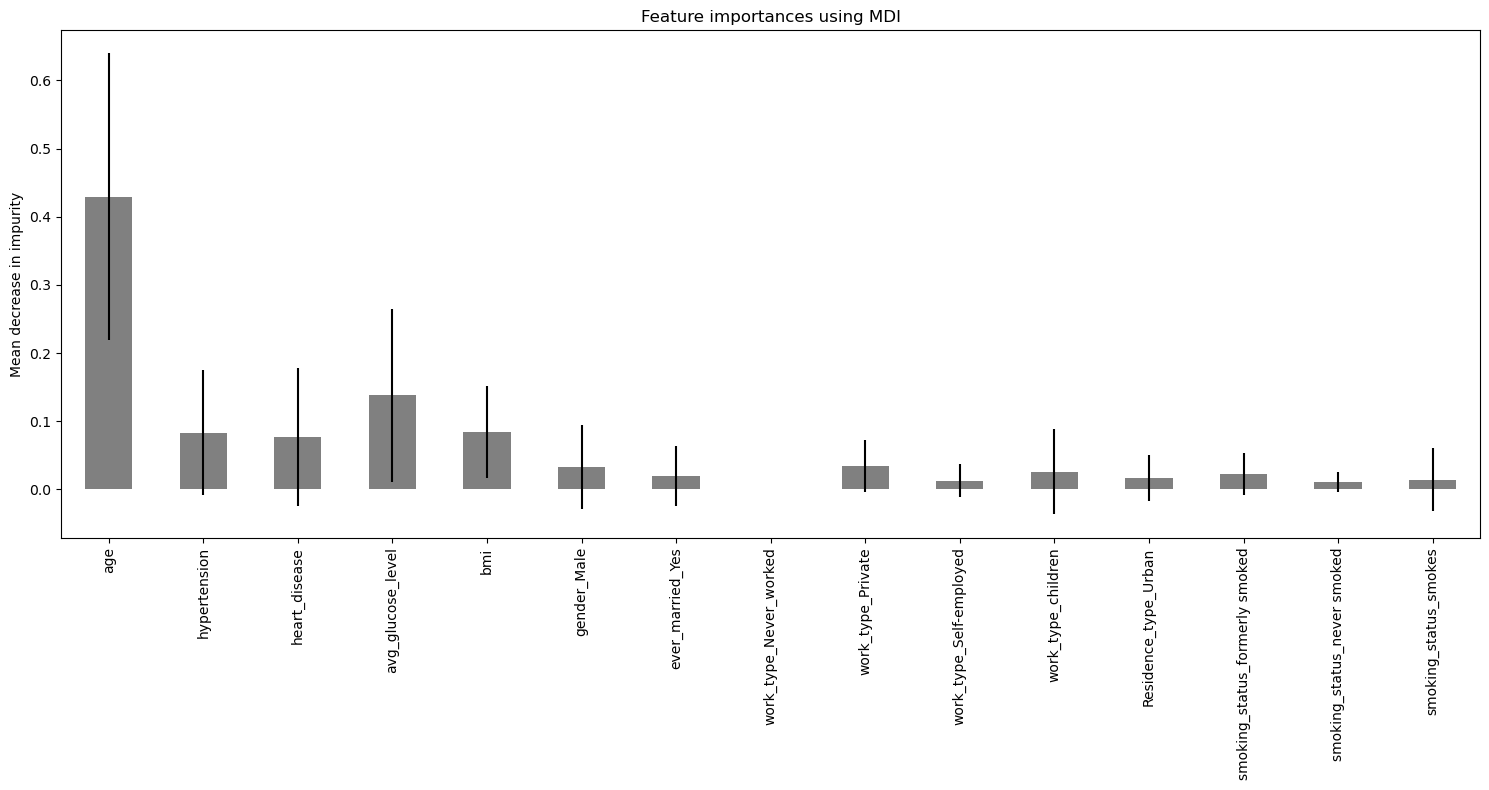 Feature importances using MDI
Mean decrease in impurity
0.6
0.5
0.4
0.3
0.2
0.1
0.0
age
hypertension
heart_disease
avg_glucose_level
bmi
gender_Male
ever_married_Yes
work_type_Never_worked
work_type_Private
work_type_Self-employed
work_type_children
Residence_type_Urban
smoking_status_formerly smoked
smoking_status_never smoked
smoking_status_smokes